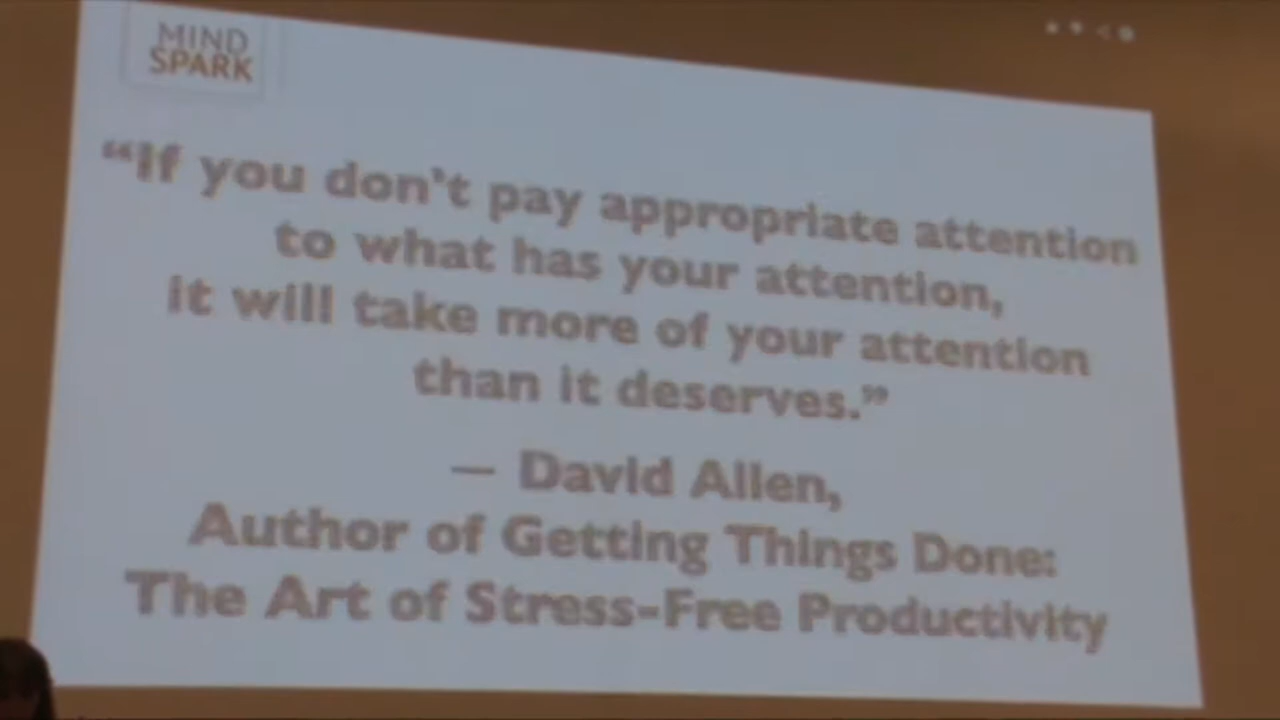 MIND
SPARK
“If you don’t pay appropriate attention
to what has your attention,
it will take more of your attention
than it deserves.”
— David Allen,
Author of Getting Things Done:
The Art of Stress-Free Productivity